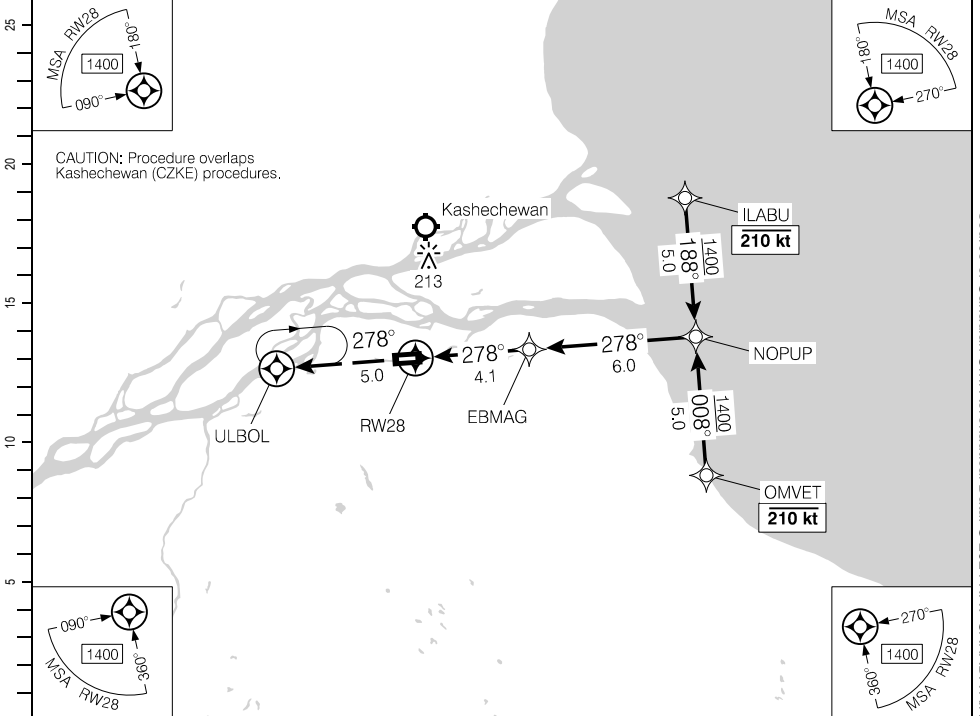 25
20
15
10
5
MSA RW28
180°
1400
090°
MSA RW28
180°
1400
270°
CAUTION: Procedure overlaps
Kashechewan (CZKE) procedures.
Kashechewan
213
ILABU
210 kt
1400
188°
5.0
NOPUP
278°
5.0
278°
4.1
278°
6.0
ULBOL
RW28
EBMAG
1400
008°
5.0
OMVET
210 kt
090°
1400
360°
MSA RW28
270°
1400
360°
MSA RW28